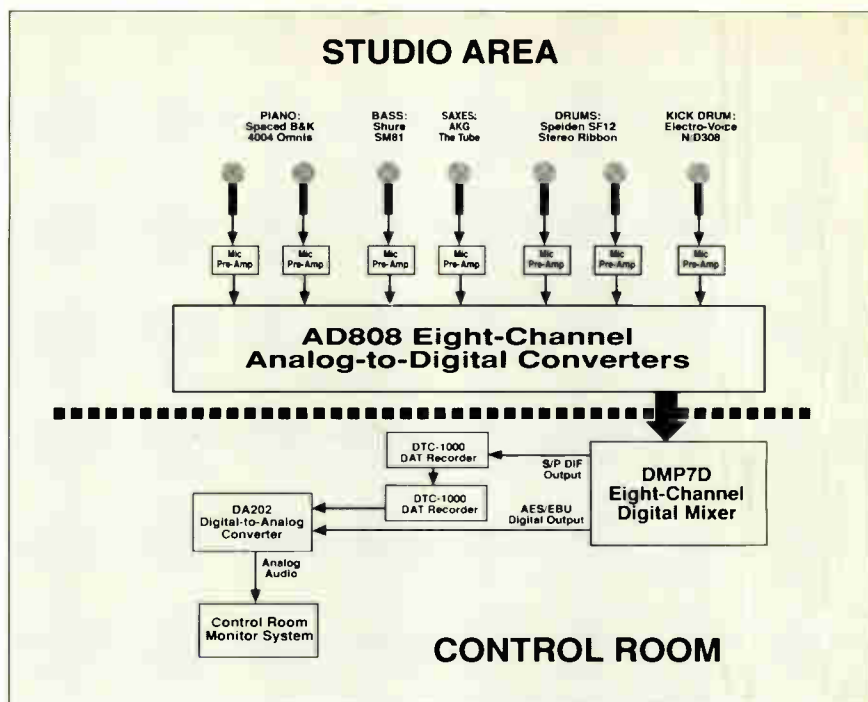 STUDIO AREA
PIANO:
Spaced B&K
4004 Omnis
BASS:
Shure
SM81
SAXES:
AKG
The Tube
DRUMS:
Speiden SF12
Stereo Ribbon
KICK DRUM:
Electro-Voice
N/D308
Mic
Pre-Amp
Mic
Pre-Amp
Mic
Pre-Amp
Mic
Pre-Amp
Mic
Pre-Amp
Mic
Pre-Amp
Mic
Pre-Amp
AD808 Eight-Channel
Analog-to-Digital Converters
DTC-1000
DAT Recorder
S/P DIF
Output
DMP7D
Eight-Channel
Digital Mixer
DTC-1000
DAT Recorder
DA202
Digital-to-Analog
Converter
AES/EBU
Digital Output
Analog
Audio
Control Room
Monitor System
CONTROL ROOM